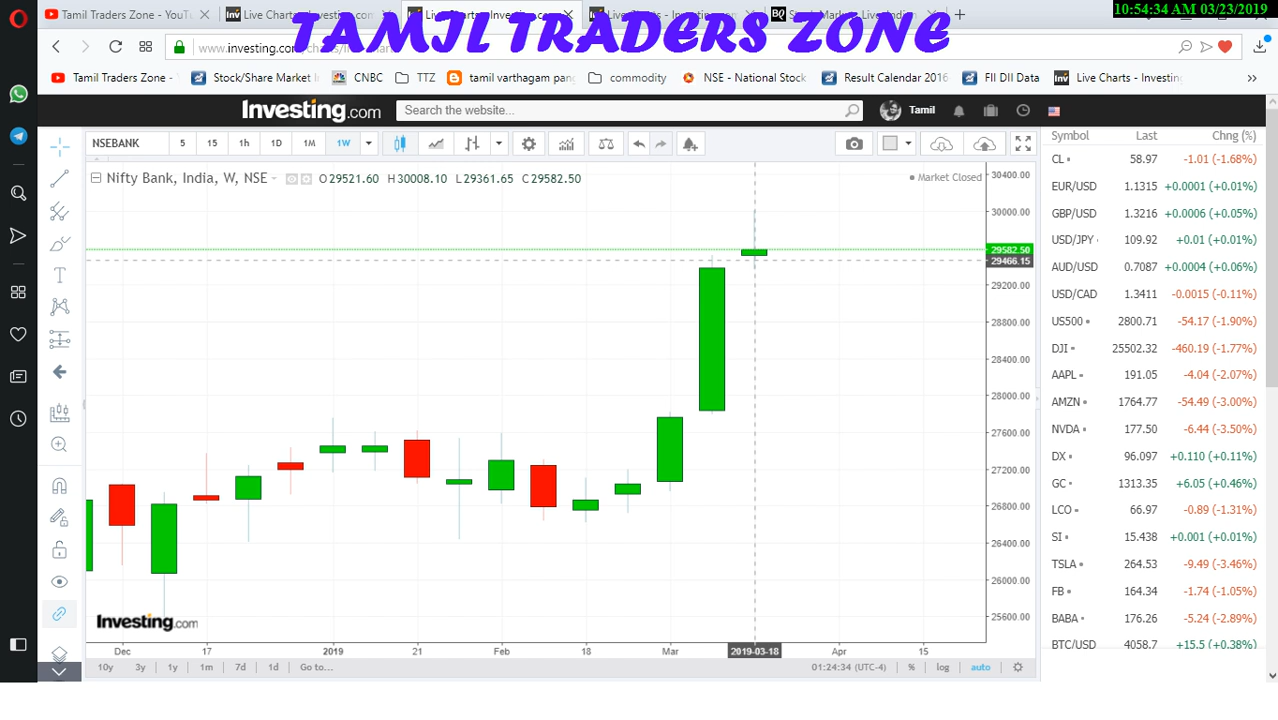 10:54:34 AM 03/23/2019
TAMIL TRADERS ZONE
Tamil Traders Zone - YouT
Live Charts - Investing.com
Live Charts - Investing.com
www.investing.com
Tamil Traders Zone -
Stock/Share Market I
CNBC
TTZ
tamil varthagam pang
commodity
NSE - National Stock
Result Calendar 2016
FII DII Data
Live Charts - Investin
»
Investing.com
Search the website...
Tamil
NSEBANK 5 15 1h 1D 1M 1W
Nifty Bank, India, W, NSE O29521.60 H30008.10 L29361.65 C29582.50
Market Closed
30400.00
30000.00
29582.50
29466.15
29200.00
28800.00
28400.00
28000.00
27600.00
27200.00
26800.00
26400.00
26000.00
25600.00
Investing.com
Dec 17 2019 21 Feb 18 Mar 2019-03-18 Apr 15
10y 3y 1y 1m 7d 1d Go to... 01:24:34 (UTC-4) % log auto
Symbol Last Chng (%)
CL 58.97 -1.01 (-1.68%)
EUR/USD 1.1315 +0.0001 (+0.01%)
GBP/USD 1.3216 +0.0006 (+0.05%)
USD/JPY 109.92 +0.01 (+0.01%)
AUD/USD 0.7087 +0.0004 (+0.06%)
USD/CAD 1.3411 -0.0015 (-0.11%)
US500 2800.71 -54.17 (-1.90%)
DJI 25502.32 -460.19 (-1.77%)
AAPL 191.05 -4.04 (-2.07%)
AMZN 1764.77 -54.49 (-3.00%)
NVDA 177.50 -6.44 (-3.50%)
DX 96.097 +0.110 (+0.11%)
GC 1313.35 +6.05 (+0.46%)
LCO 66.97 -0.89 (-1.31%)
SI 15.438 +0.001 (+0.01%)
TSLA 264.53 -9.49 (-3.46%)
FB 164.34 -1.74 (-1.05%)
BABA 176.26 -5.24 (-2.89%)
BTC/USD 4058.7 +15.5 (+0.38%)